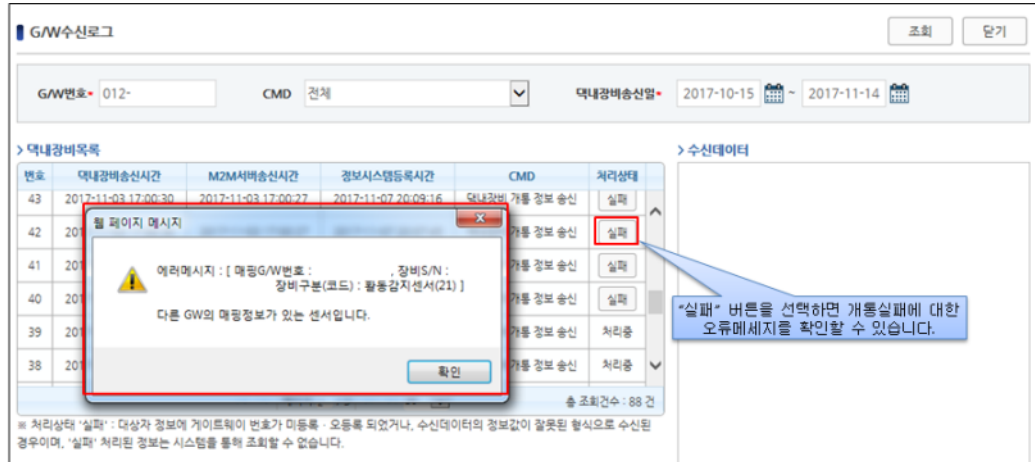 G/W수신로그
조회 닫기
G/W번호• 012- CMD 전체 댁내장비송신일• 2017-10-15 ~ 2017-11-14
> 댁내장비목록
> 수신데이터
번호 댁내장비송신시간 M2M서버송신시간 정보시스템등록시간 CMD 처리상태
43 2017-11-03 17:00:30 2017-11-03 17:00:27 2017-11-07 20:09:16 댁내장비 개통 정보 송신 실패
42 201 개통 정보 송신 실패
41 201 개통 정보 송신 실패
40 201 개통 정보 송신 실패
39 201 개통 정보 송신 처리중
38 201 개통 정보 송신 처리중
웹 페이지 메시지
에러메시지 : [ 매핑G/W번호 : , 장비S/N :
장비구분(코드) : 활동감지센서(21) ]
다른 GW의 매핑정보가 있는 센서입니다.
확인
"실패" 버튼을 선택하면 개통실패에 대한
오류메세지를 확인할 수 있습니다.
총 조회건수 : 88 건
※ 처리상태 '실패' : 대상자 정보에 게이트웨이 번호가 미등록 · 오등록 되었거나, 수신데이터의 정보값이 잘못된 형식으로 수신된
경우이며, '실패' 처리된 정보는 시스템을 통해 조회할 수 없습니다.